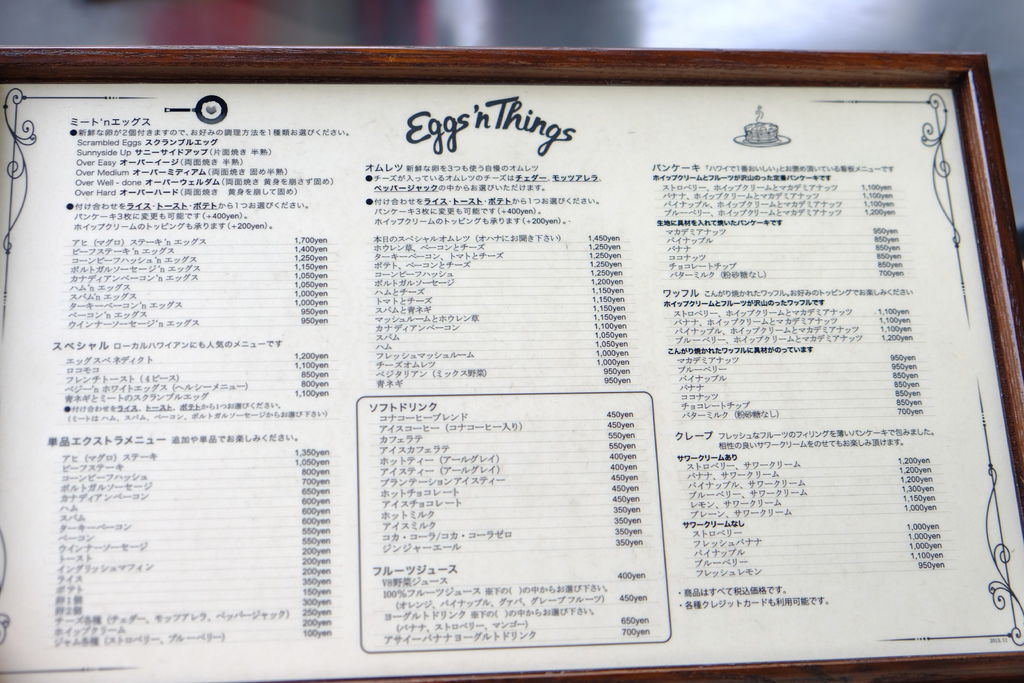 Eggs'n Things
ミート'nエッグス
●新鮮な卵が2個付きますので、お好みの調理方法を1種類お選びください。
Scrambled Eggs スクランブルエッグ
Sunnyside Up サニーサイドアップ(片面焼き 半熟)
Over Easy オーバーイージー(両面焼き 半熟)
Over Medium オーバーミディアム(両面焼き 固め半熟)
Over Well - done オーバーウェルダム(両面焼き 黄身を崩さず固め)
Over Hard オーバーハード(両面焼き 黄身を崩して固め)
●付け合わせをライス・トースト・ポテトから1つお選びください。
パンケーキ3枚に変更も可能です(+400yen)。
ホイップクリームのトッピングも承ります(+200yen)。
アヒ(マグロ)ステーキ'n エッグス 1,700yen
ビーフステーキ'n エッグス 1,400yen
コーンビーフハッシュ'n エッグス 1,250yen
ポルトガルソーセージ'n エッグス 1,150yen
カナディアンベーコン'n エッグス 1,050yen
ハム'n エッグス 1,050yen
スパム'n エッグス 1,000yen
ターキーベーコン'n エッグス 1,000yen
ベーコン'n エッグス 950yen
ウインナーソーセージ'n エッグス 950yen
スペシャル ローカルハワイアンにも人気のメニューです
エッグスベネディクト 1,200yen
ロコモコ 1,100yen
フレンチトースト(4ピース) 850yen
ベジー'n ホワイトエッグス(ヘルシーメニュー) 800yen
青ネギとミートのスクランブルエッグ 1,100yen
●付け合わせをライス、トースト、ポテトから1つお選びください。
(ミートは ハム、スパム、ベーコン、ポルトガルソーセージからお選び下さい)
単品エクストラメニュー 追加や単品でお楽しみください。
アヒ(マグロ)ステーキ 1,350yen
ビーフステーキ 1,050yen
コーンビーフハッシュ 800yen
ポルトガルソーセージ 700yen
カナディアンベーコン 650yen
ハム 600yen
スパム 600yen
ターキーベーコン 600yen
ベーコン 550yen
ウインナーソーセージ 550yen
トースト 200yen
イングリッシュマフィン 200yen
ライス 200yen
ポテト 350yen
卵1個 150yen
卵2個 300yen
チーズ各種(チェダー、モッツアレラ、ペッパージャック) 250yen
ホイップクリーム 200yen
ジャム各種(ストロベリー、ブルーベリー) 100yen
オムレツ 新鮮な卵を3つも使う自慢のオムレツ
●チーズが入っているオムレツのチーズはチェダー、モッツアレラ、
ペッパージャックの中からお選びいただけます。
●付け合わせをライス・トースト・ポテトから1つお選びください。
パンケーキ3枚に変更も可能です(+400yen)。
ホイップクリームのトッピングも承ります(+200yen)。
本日のスペシャルオムレツ(オハナにお聞き下さい) 1,450yen
ホウレン草、ベーコンとチーズ 1,250yen
ターキーベーコン、トマトとチーズ 1,250yen
ポテト、ベーコンとチーズ 1,250yen
コーンビーフハッシュ 1,250yen
ポルトガルソーセージ 1,200yen
ハムとチーズ 1,150yen
トマトとチーズ 1,150yen
スパムと青ネギ 1,150yen
マッシュルームとホウレン草 1,150yen
カナディアンベーコン 1,100yen
スパム 1,050yen
ハム 1,050yen
フレッシュマッシュルーム 1,000yen
チーズオムレツ 1,000yen
ベジタリアン(ミックス野菜) 950yen
青ネギ 950yen
ソフトドリンク
コナコーヒーブレンド 450yen
アイスコーヒー(コナコーヒー入り) 450yen
カフェラテ 550yen
アイスカフェラテ 550yen
ホットティー(アールグレイ) 400yen
アイスティー(アールグレイ) 400yen
プランテーションアイスティー 450yen
ホットチョコレート 450yen
アイスチョコレート 450yen
ホットミルク 350yen
アイスミルク 350yen
コカ・コーラ/コカ・コーラゼロ 350yen
ジンジャーエール 350yen
フルーツジュース
V8野菜ジュース 400yen
100%フルーツジュース ※下の( )の中からお選び下さい。
(オレンジ、パイナップル、グァバ、グレープフルーツ) 450yen
ヨーグルトドリンク ※下の( )の中からお選び下さい。
(バナナ、ストロベリー、マンゴー) 650yen
アサイーバナナヨーグルトドリンク 700yen
パンケーキ 「ハワイで1番おいしい」とお褒め頂いている看板メニューです
ホイップクリームとフルーツが沢山のった定番パンケーキです
ストロベリー、ホイップクリームとマカデミアナッツ 1,100yen
バナナ、ホイップクリームとマカデミアナッツ 1,100yen
パイナップル、ホイップクリームとマカデミアナッツ 1,100yen
ブルーベリー、ホイップクリームとマカデミアナッツ 1,200yen
生地に具材を入れて焼いたパンケーキです
マカデミアナッツ 950yen
パイナップル 850yen
バナナ 850yen
ココナッツ 850yen
チョコレートチップ 850yen
バターミルク(粉砂糖なし) 700yen
ワッフル こんがり焼かれたワッフル。お好みのトッピングでお楽しみください
ホイップクリームとフルーツが沢山のったワッフルです
ストロベリー、ホイップクリームとマカデミアナッツ 1,100yen
バナナ、ホイップクリームとマカデミアナッツ 1,100yen
パイナップル、ホイップクリームとマカデミアナッツ 1,100yen
ブルーベリー、ホイップクリームとマカデミアナッツ 1,200yen
こんがり焼かれたワッフルに具材がのっています
マカデミアナッツ 950yen
ブルーベリー 950yen
パイナップル 850yen
バナナ 850yen
ココナッツ 850yen
チョコレートチップ 850yen
バターミルク(粉砂糖なし) 700yen
クレープ フレッシュなフルーツのフィリングを薄いパンケーキで包みました。
相性の良いサワークリームをのせてもお楽しみ頂けます。
サワークリームあり
ストロベリー、サワークリーム 1,200yen
バナナ、サワークリーム 1,200yen
パイナップル、サワークリーム 1,200yen
ブルーベリー、サワークリーム 1,300yen
レモン、サワークリーム 1,150yen
プレーン、サワークリーム 1,000yen
サワークリームなし
ストロベリー 1,000yen
フレッシュバナナ 1,000yen
パイナップル 1,000yen
ブルーベリー 1,100yen
フレッシュレモン 950yen
・商品はすべて税込価格です。
・各種クレジットカードも利用可能です。
2013.11